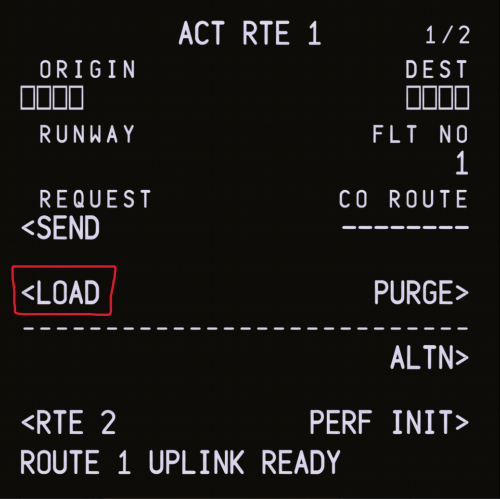 ACT RTE 1 1/2
ORIGIN DEST
□□□□ □□□□
RUNWAY FLT NO
1
REQUEST CO ROUTE
<SEND --------
<LOAD PURGE>
----------------------------
ALTN>
<RTE 2 PERF INIT>
ROUTE 1 UPLINK READY